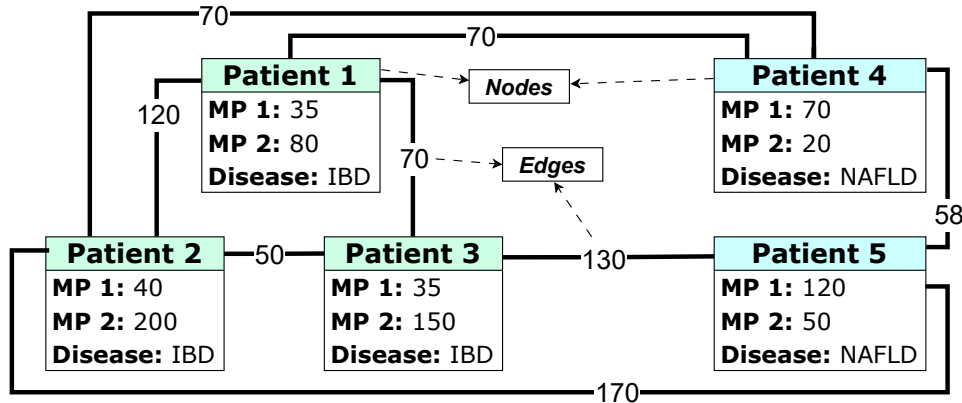 70
70
Patient 1
MP 1: 35
MP 2: 80
Disease: IBD
Nodes
Patient 4
MP 1: 70
MP 2: 20
Disease: NAFLD
120
70
Edges
58
Patient 2
MP 1: 40
MP 2: 200
Disease: IBD
50
Patient 3
MP 1: 35
MP 2: 150
Disease: IBD
130
Patient 5
MP 1: 120
MP 2: 50
Disease: NAFLD
170